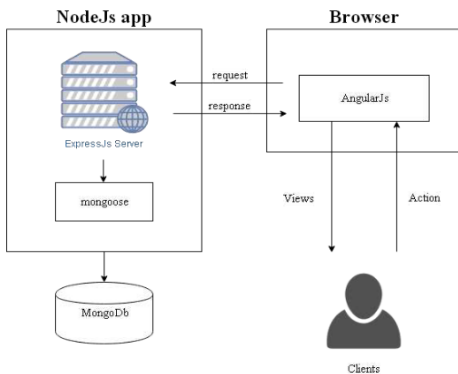 NodeJs app
Browser
request
response
AngularJs
ExpressJs Server
mongoose
Views
Action
MongoDb
Clients